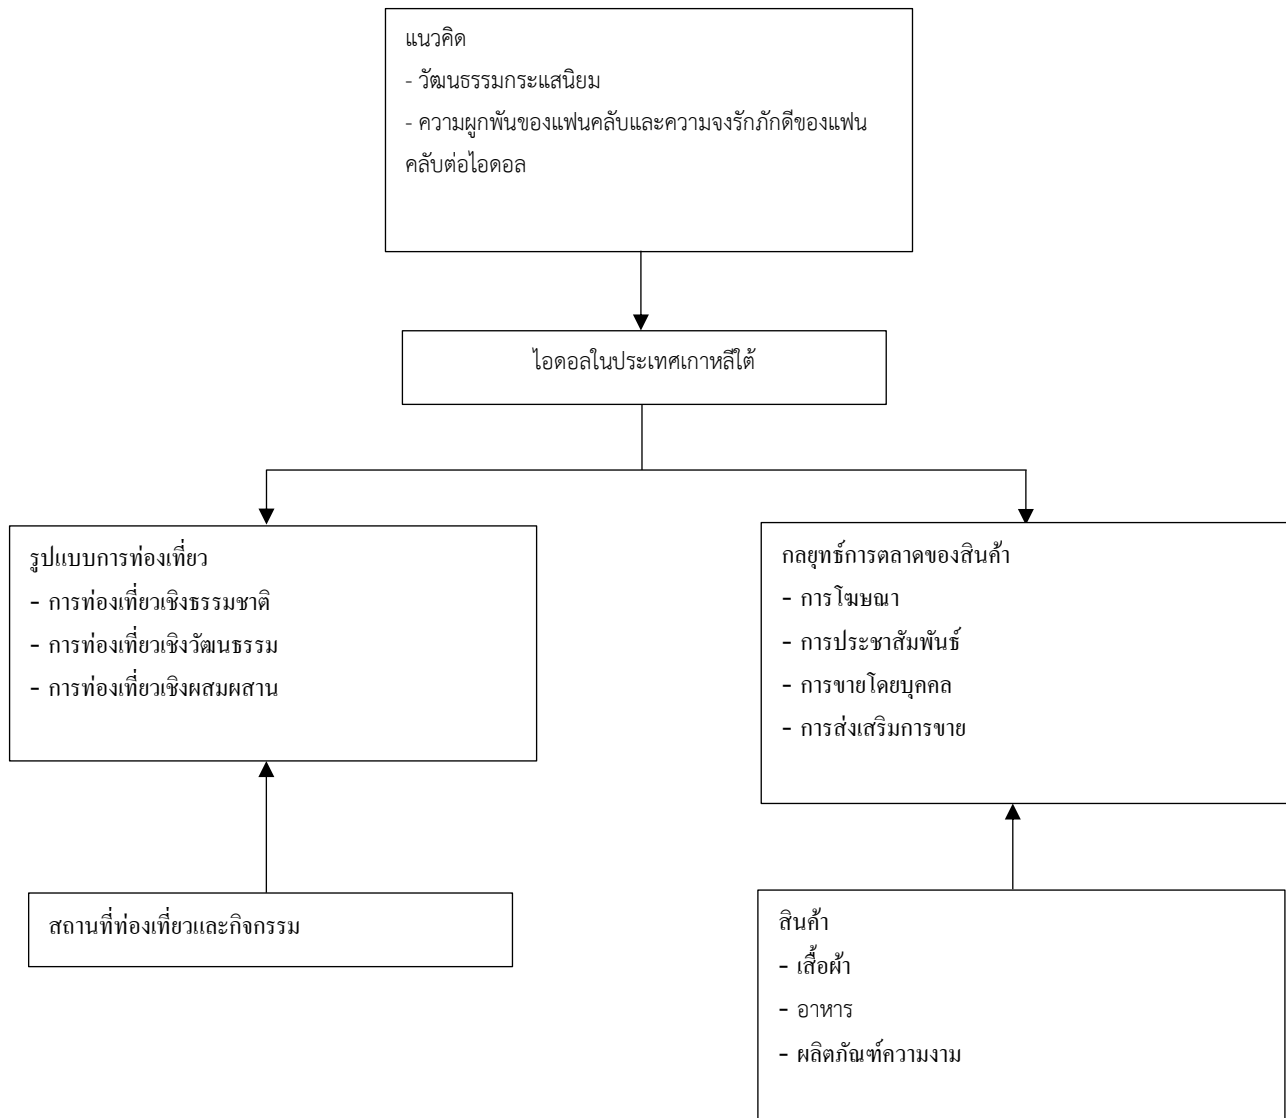 แนวคิด
- วัฒนธรรมกระแสนิยม
- ความผูกพันของแฟนคลับและความจงรักภักดีของแฟน
คลับต่อไอดอล
ไอดอลในประเทศเกาหลีใต้
รูปแบบการท่องเที่ยว
- การท่องเที่ยวเชิงธรรมชาติ
- การท่องเที่ยวเชิงวัฒนธรรม
- การท่องเที่ยวเชิงผสมผสาน
กลยุทธ์การตลาดของสินค้า
- การโฆษณา
- การประชาสัมพันธ์
- การขายโดยบุคคล
- การส่งเสริมการขาย
สถานที่ท่องเที่ยวและกิจกรรม
สินค้า
- เสื้อผ้า
- อาหาร
- ผลิตภัณฑ์ความงาม